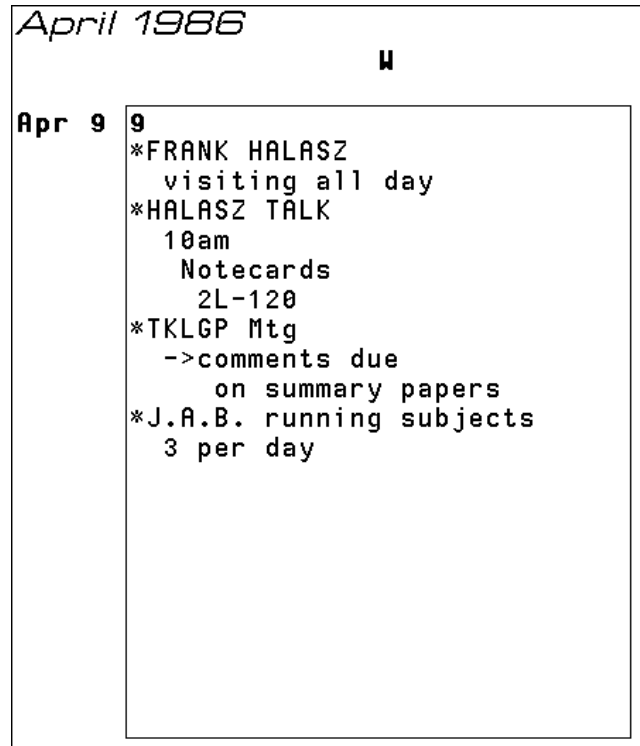 April 1986
W
Apr 9
9
*FRANK HALASZ
visiting all day
*HALASZ TALK
10am
Notecards
2L-120
*TKLGP Mtg
->comments due
on summary papers
*J.A.B. running subjects
3 per day